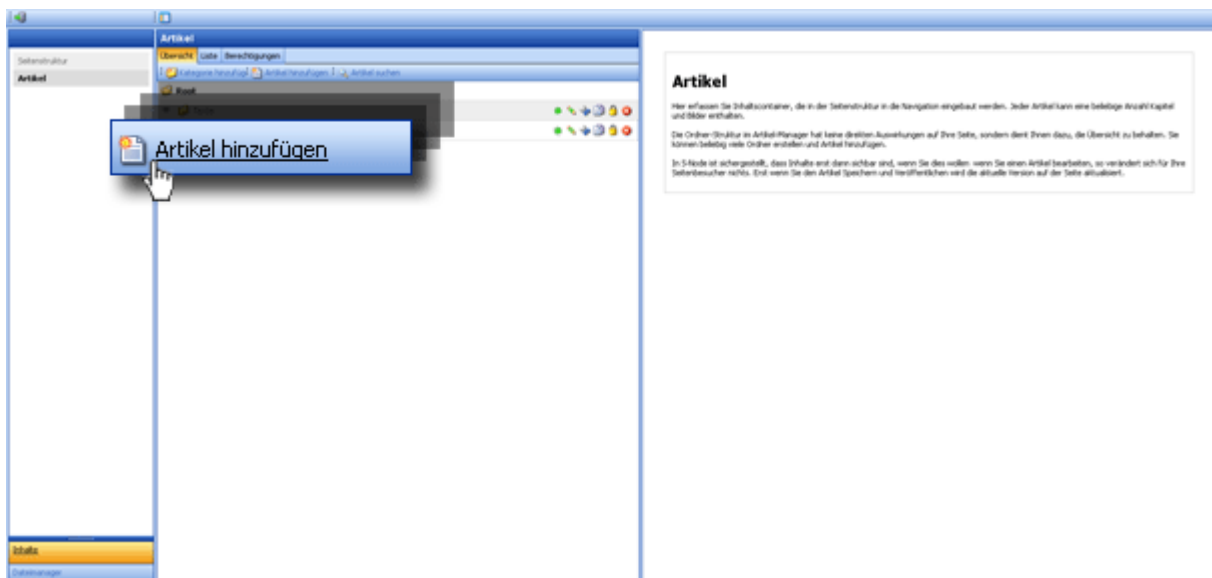 Artikel
Seitenstruktur
Artikel
Übersicht Liste Berechtigungen
Kategorie hinzufüg Artikel hinzufügen Artikel suchen
Root
Artikel hinzufügen
Artikel
Hier erfassen Sie Inhaltscontainer, die in der Seitenstruktur in die Navigation eingebaut werden. Jeder Artikel kann eine beliebige Anzahl Kapitel
und Bilder enthalten.
Die Ordner-Struktur im Artikel-Manager hat keine direkten Auswirkungen auf Ihre Seite, sondern dient Ihnen dazu, die Übersicht zu behalten. Sie
können beliebig viele Ordner erstellen und Artikel hinzufügen.
In S-Node ist sichergestellt, dass Inhalte erst dann sichbar sind, wenn Sie dies wollen: wenn Sie einen Artikel bearbeiten, so verändert sich für Ihre
Seitenbesucher nichts. Erst wenn Sie den Artikel Speichern und Veröffentlichen wird die aktuelle Version auf der Seite aktualisiert.
Inhalte
Dateimanager